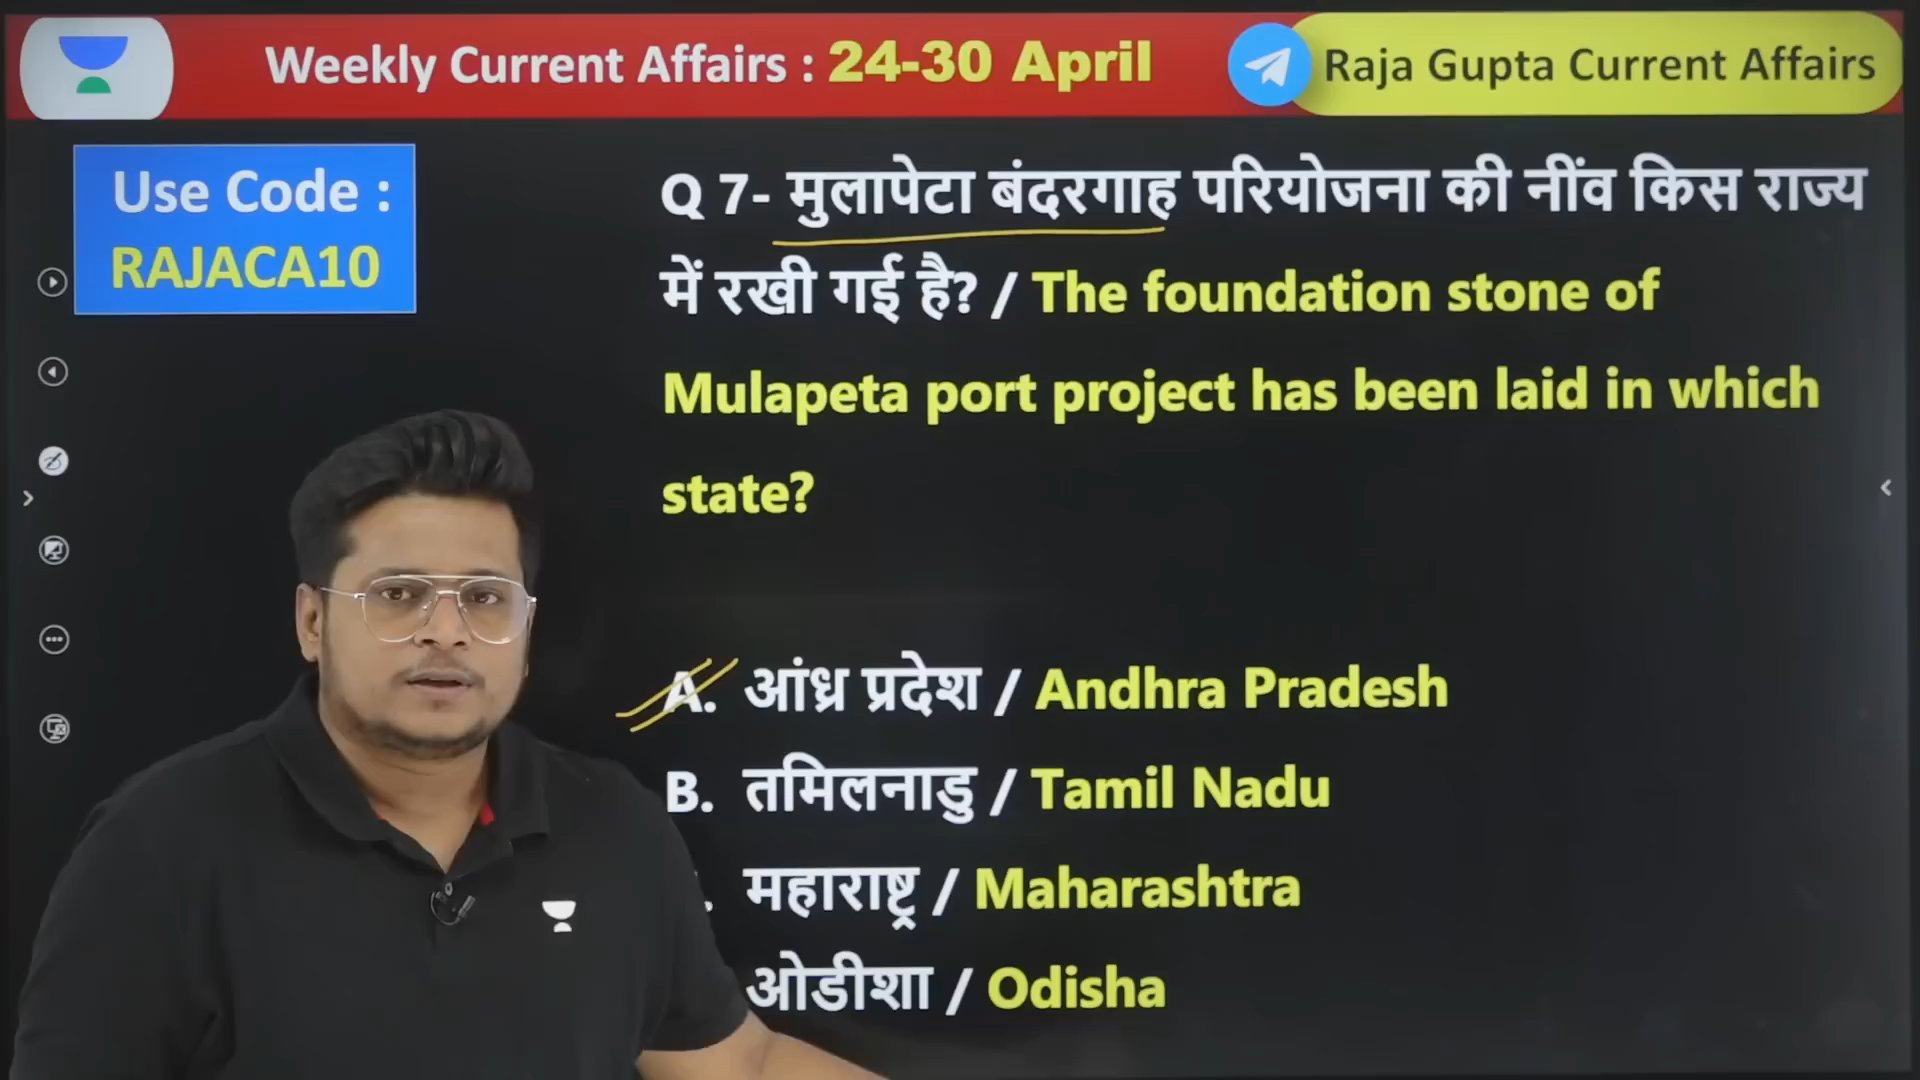 Weekly Current Affairs : 24-30 April
Raja Gupta Current Affairs
Use Code :
RAJACA10
Q 7- मुलापेटा बंदरगाह परियोजना की नींव किस राज्य
में रखी गई है? / The foundation stone of
Mulapeta port project has been laid in which
state?
A. आंध्र प्रदेश / Andhra Pradesh
B. तमिलनाडु / Tamil Nadu
. महाराष्ट्र / Maharashtra
ओडीशा / Odisha